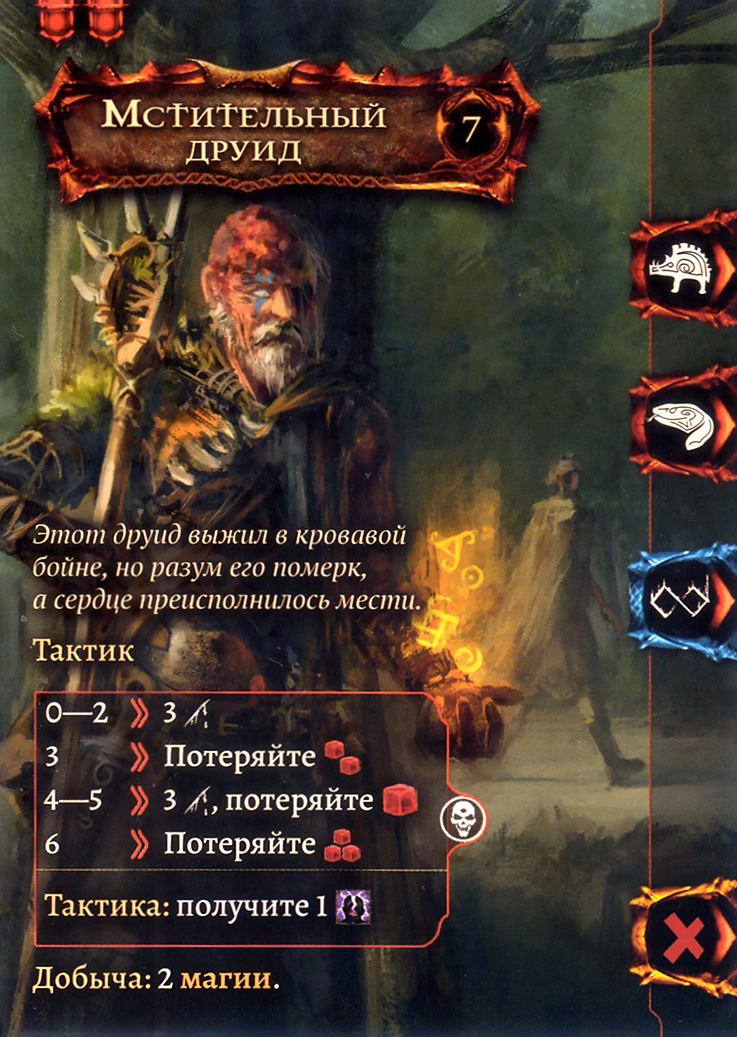 Мстительный
друид
7
Этот друид выжил в кровавой
бойне, но разум его померк,
а сердце преисполнилось мести.
Тактик
0—2 3
3 Потеряйте
4—5 3, потеряйте
6 Потеряйте
Тактика: получите 1
Добыча: 2 магии.